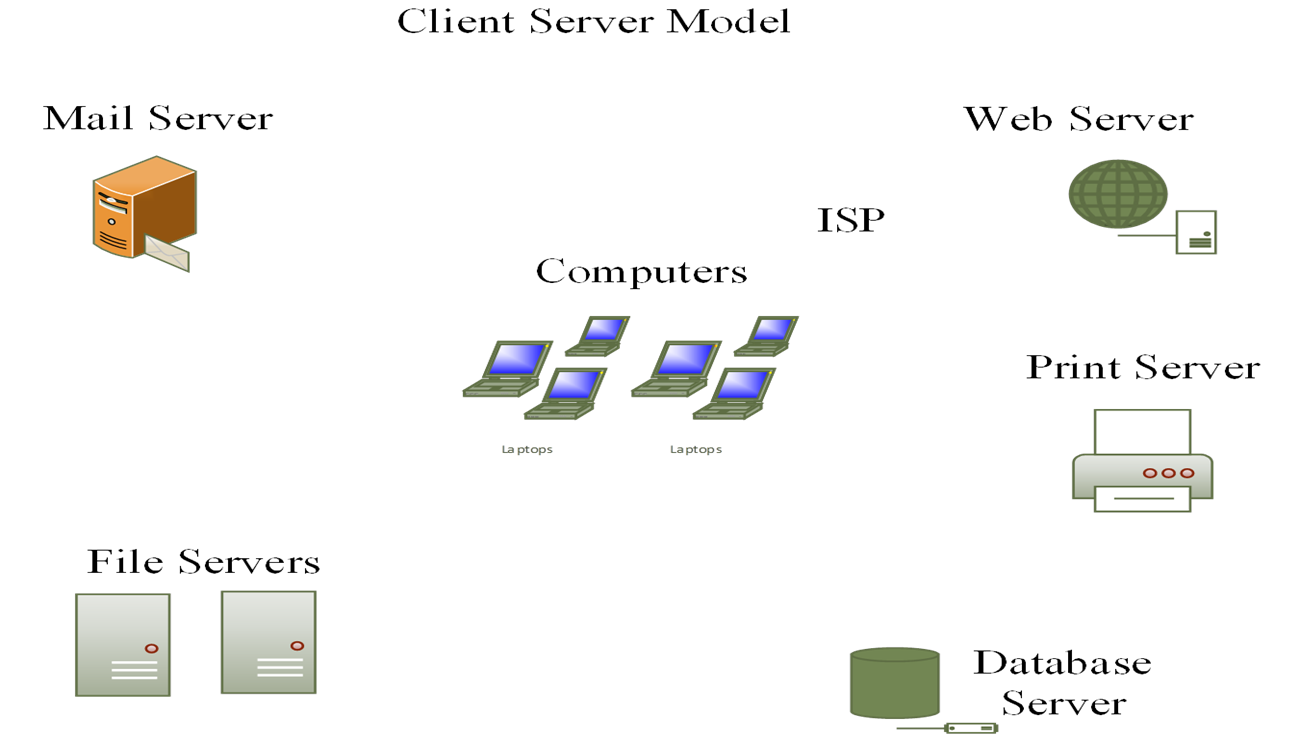 Client Server Model
Mail Server
Web Server
ISP
Computers
Print Server
Laptops
Laptops
File Servers
Database
Server